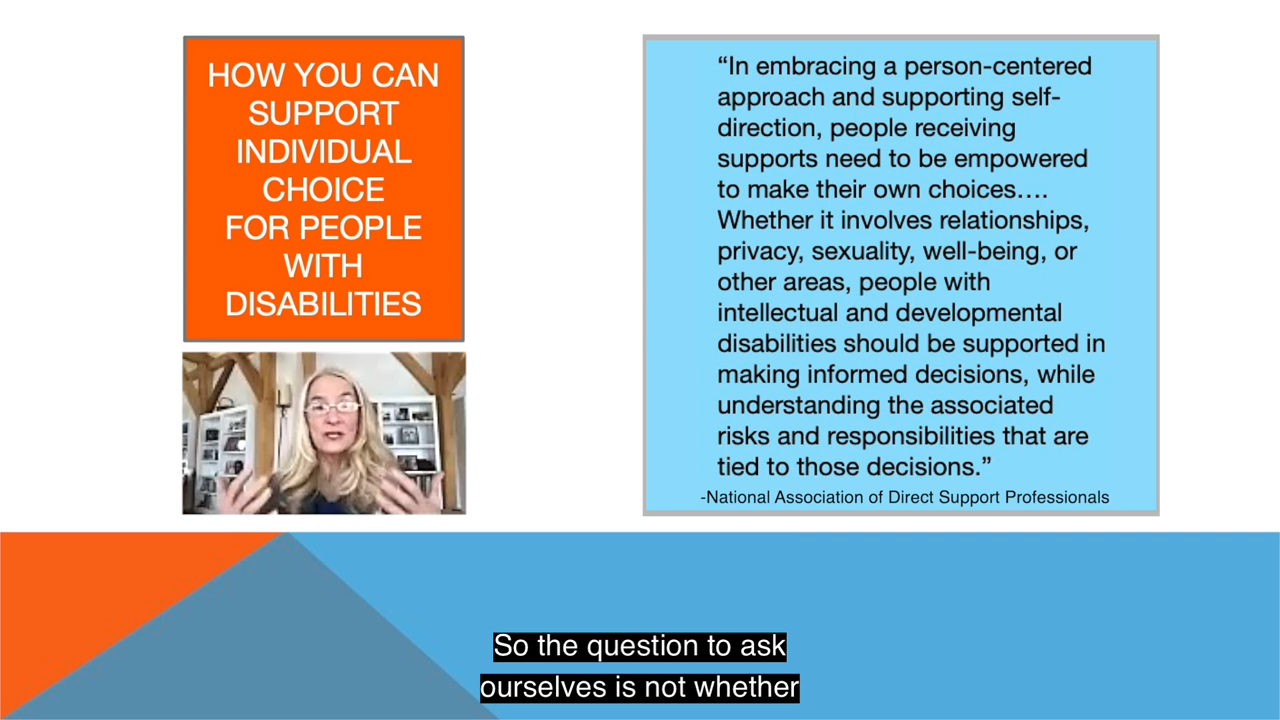 HOW YOU CAN
SUPPORT
INDIVIDUAL
CHOICE
FOR PEOPLE
WITH
DISABILITIES
“In embracing a person-centered
approach and supporting self-
direction, people receiving
supports need to be empowered
to make their own choices….
Whether it involves relationships,
privacy, sexuality, well-being, or
other areas, people with
intellectual and developmental
disabilities should be supported in
making informed decisions, while
understanding the associated
risks and responsibilities that are
tied to those decisions.”
-National Association of Direct Support Professionals
So the question to ask
ourselves is not whether